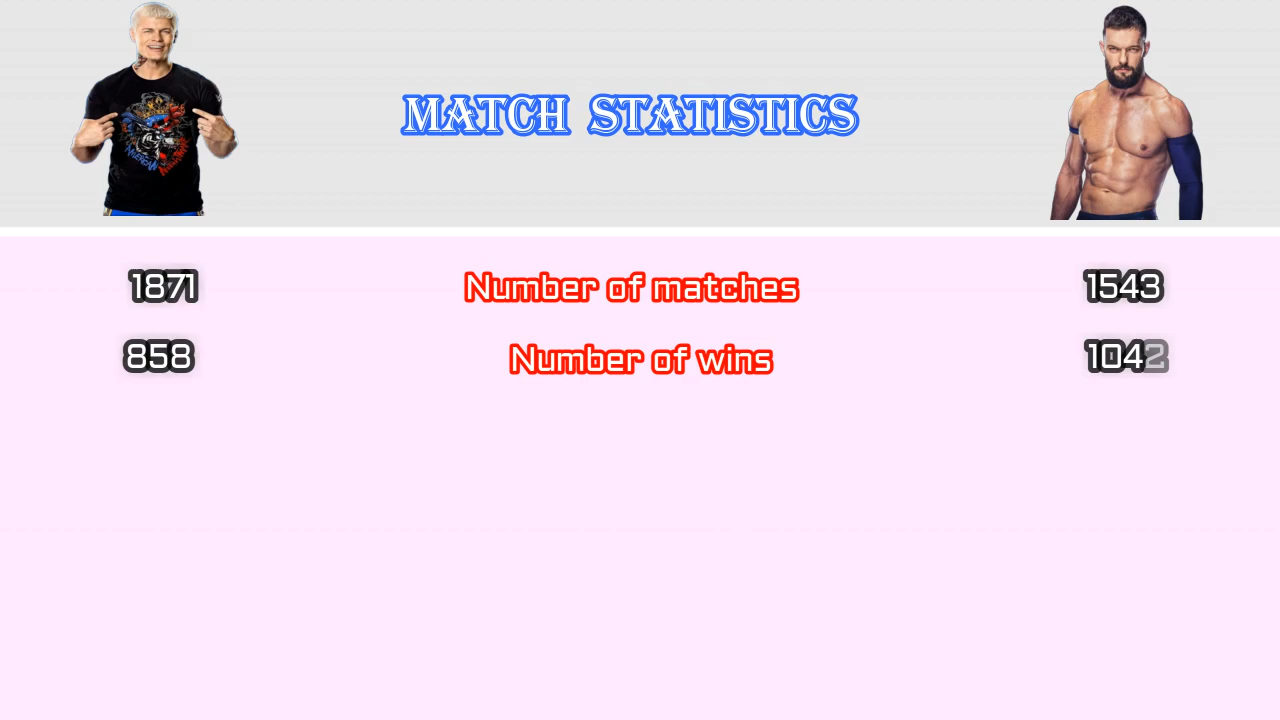 MATCH STATISTICS
1871 Number of matches 1543
858 Number of wins 1042